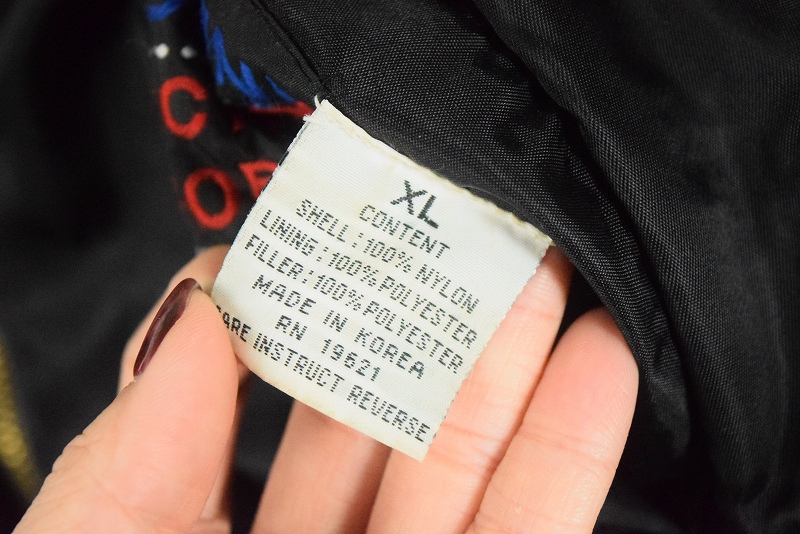 XL
CONTENT
SHELL : 100% NYLON
LINING : 100% POLYESTER
FILLER : 100% POLYESTER
MADE IN KOREA
RN 19621
CARE INSTRUCT REVERSE